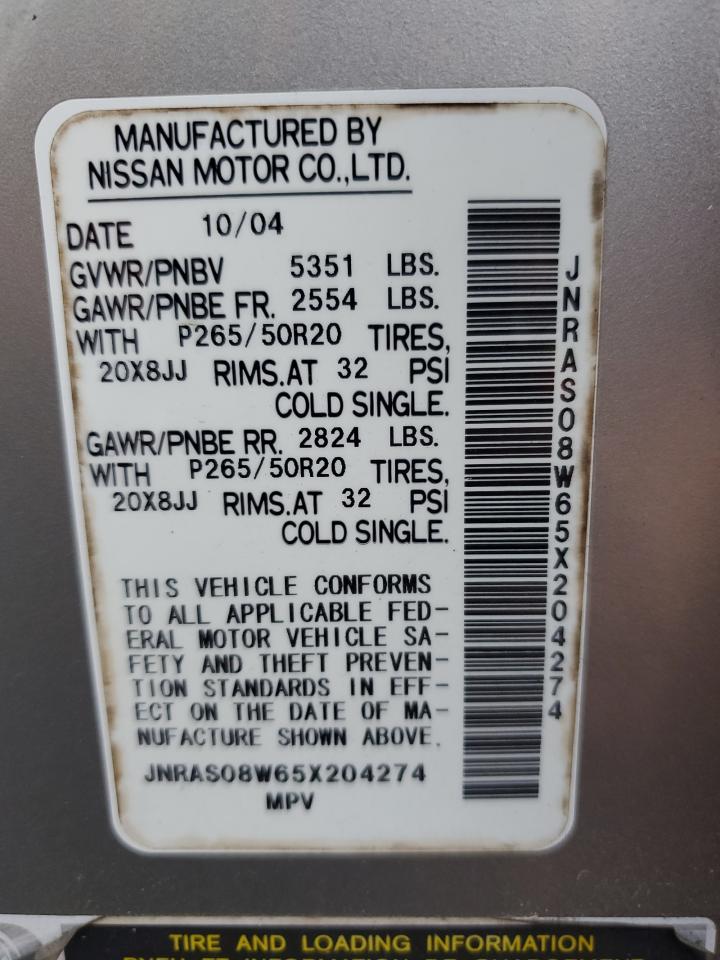 MANUFACTURED BY
NISSAN MOTOR CO.,LTD.
DATE 10/04
GVWR/PNBV 5351 LBS.
GAWR/PNBE FR. 2554 LBS.
WITH P265/50R20 TIRES,
20X8JJ RIMS.AT 32 PSI
COLD SINGLE.
GAWR/PNBE RR. 2824 LBS.
WITH P265/50R20 TIRES,
20X8JJ RIMS.AT 32 PSI
COLD SINGLE.
THIS VEHICLE CONFORMS
TO ALL APPLICABLE FED-
ERAL MOTOR VEHICLE SA-
FETY AND THEFT PREVEN-
TION STANDARDS IN EFF-
ECT ON THE DATE OF MA-
NUFACTURE SHOWN ABOVE.
JNRAS08W65X204274
MPV
JNRAS08W65X204274
TIRE AND LOADING INFORMATION